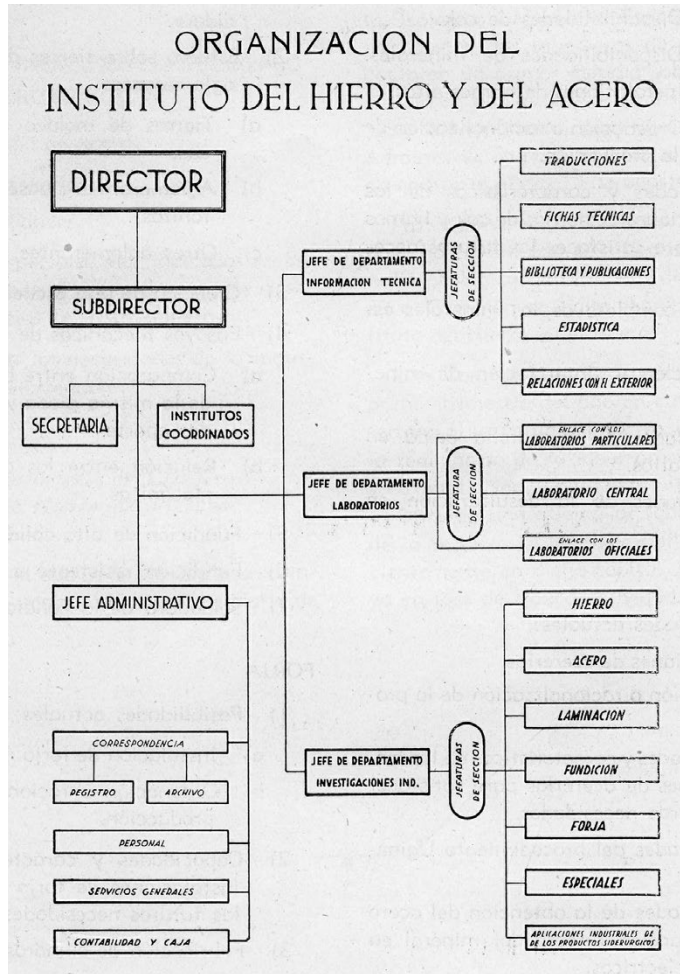 ORGANIZACION DEL
INSTITUTO DEL HIERRO Y DEL ACERO
DIRECTOR
SUBDIRECTOR
SECRETARIA
INSTITUTOS
COORDINADOS
JEFE DE DEPARTAMENTO
INFORMACION TECNICA
JEFATURAS
DE SECCION
TRADUCCIONES
FICHAS TECNICAS
BIBLIOTECA Y PUBLICACIONES
ESTADISTICA
RELACIONES CON EL EXTERIOR
JEFE DE DEPARTAMENTO
LABORATORIOS
JEFATURA
DE SECCION
ENLACE CON LOS
LABORATORIOS PARTICULARES
LABORATORIO CENTRAL
ENLACE CON LOS
LABORATORIOS OFICIALES
JEFE ADMINISTRATIVO
CORRESPONDENCIA
REGISTRO
ARCHIVO
PERSONAL
SERVICIOS GENERALES
CONTABILIDAD Y CAJA
JEFE DE DEPARTAMENTO
INVESTIGACIONES IND.
JEFATURAS
DE SECCION
HIERRO
ACERO
LAMINACION
FUNDICION
FORJA
ESPECIALES
APLICACIONES INDUSTRIALES DE
DE LOS PRODUCTOS SIDERURGICOS